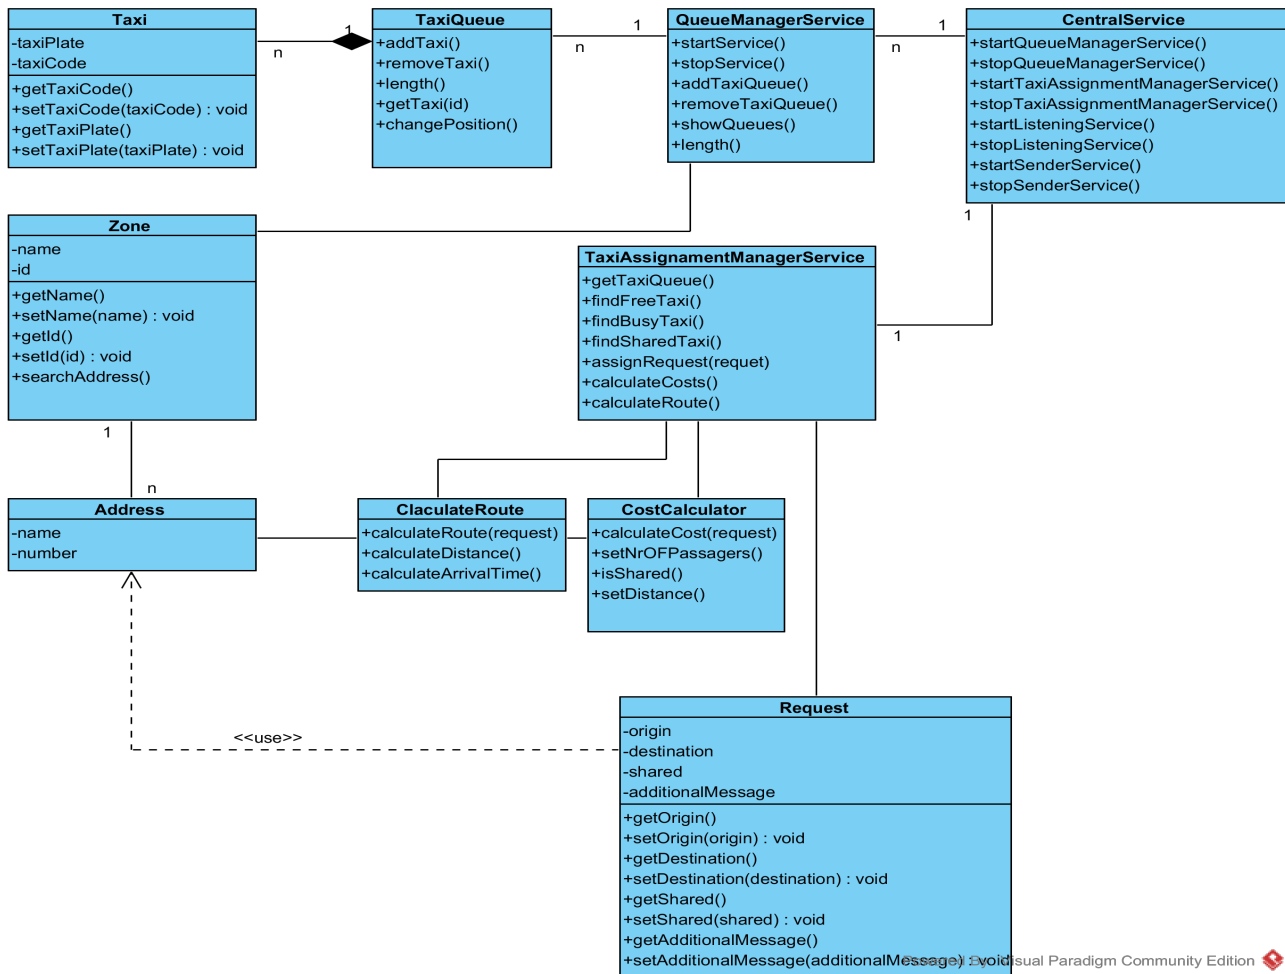 Taxi
-taxiPlate
-taxiCode
+getTaxiCode()
+setTaxiCode(taxiCode) : void
+getTaxiPlate()
+setTaxiPlate(taxiPlate) : void
n
1
TaxiQueue
+addTaxi()
+removeTaxi()
+length()
+getTaxi(id)
+changePosition()
n
1
QueueManagerService
+startService()
+stopService()
+addTaxiQueue()
+removeTaxiQueue()
+showQueues()
+length()
n
1
CentralService
+startQueueManagerService()
+stopQueueManagerService()
+startTaxiAssignmentManagerService()
+stopTaxiAssignmentManagerService()
+startListeningService()
+stopListeningService()
+startSenderService()
+stopSenderService()
1
Zone
-name
-id
+getName()
+setName(name) : void
+getId()
+setId(id) : void
+searchAddress()
TaxiAssignamentManagerService
+getTaxiQueue()
+findFreeTaxi()
+findBusyTaxi()
+findSharedTaxi()
+assignRequest(requet)
+calculateCosts()
+calculateRoute()
1
1
n
Address
-name
-number
ClaculateRoute
+calculateRoute(request)
+calculateDistance()
+calculateArrivalTime()
CostCalculator
+calculateCost(request)
+setNrOFPassagers()
+isShared()
+setDistance()
<<use>>
Request
-origin
-destination
-shared
-additionalMessage
+getOrigin()
+setOrigin(origin) : void
+getDestination()
+setDestination(destination) : void
+getShared()
+setShared(shared) : void
+getAdditionalMessage()
+setAdditionalMessage(additionalMessage) : void
Powered By Visual Paradigm Community Edition